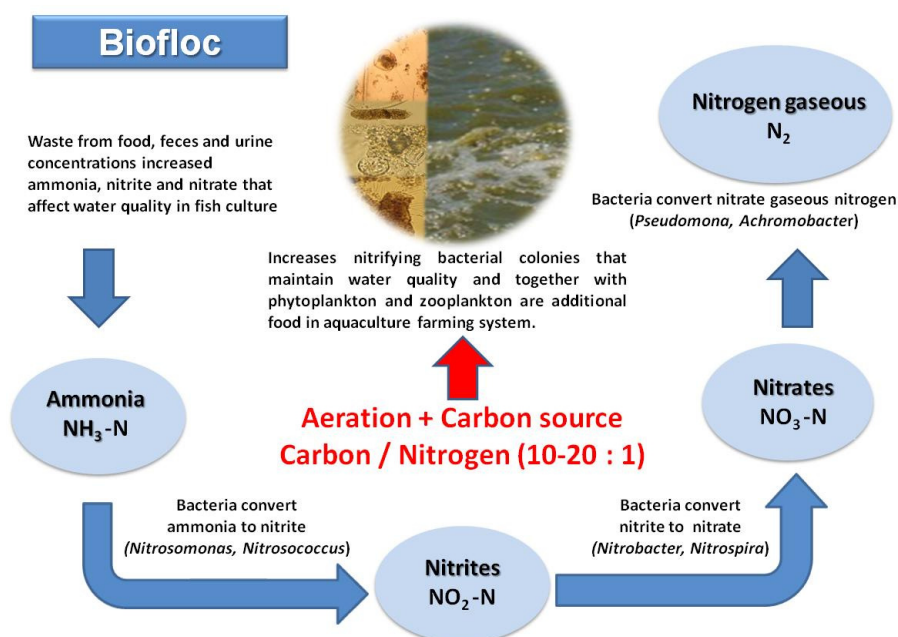 Biofloc
Waste from food, feces and urine
concentrations increased
ammonia, nitrite and nitrate that
affect water quality in fish culture
Increases nitrifying bacterial colonies that
maintain water quality and together with
phytoplankton and zooplankton are additional
food in aquaculture farming system.
Nitrogen gaseous
N₂
Bacteria convert nitrate gaseous nitrogen
(Pseudomona, Achromobacter)
Ammonia
NH₃-N
Aeration + Carbon source
Carbon / Nitrogen (10-20 : 1)
Nitrates
NO₃-N
Bacteria convert
ammonia to nitrite
(Nitrosomonas, Nitrosococcus)
Nitrites
NO₂-N
Bacteria convert
nitrite to nitrate
(Nitrobacter, Nitrospira)